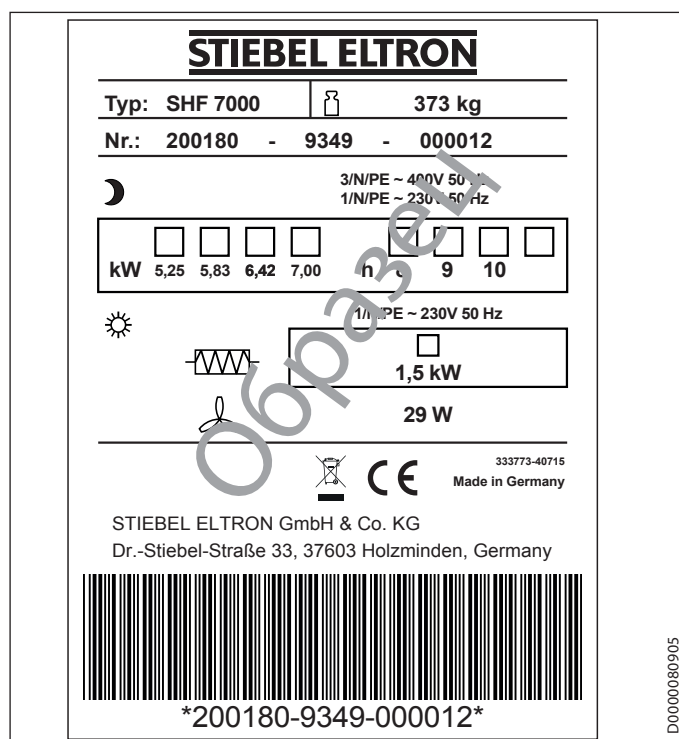 STIEBEL ELTRON
Typ: SHF 7000 373 kg
Nr.: 200180 - 9349 - 000012
3/N/PE ~ 400V 50 Hz
1/N/PE ~ 230V 50 Hz
kW 5,25 5,83 6,42 7,00 h 8 9 10
1/N/PE ~ 230V 50 Hz
1,5 kW
29 W
Образец
333773-40715
CE Made in Germany
STIEBEL ELTRON GmbH & Co. KG
Dr.-Stiebel-Straße 33, 37603 Holzminden, Germany
*200180-9349-000012*
D0000080905